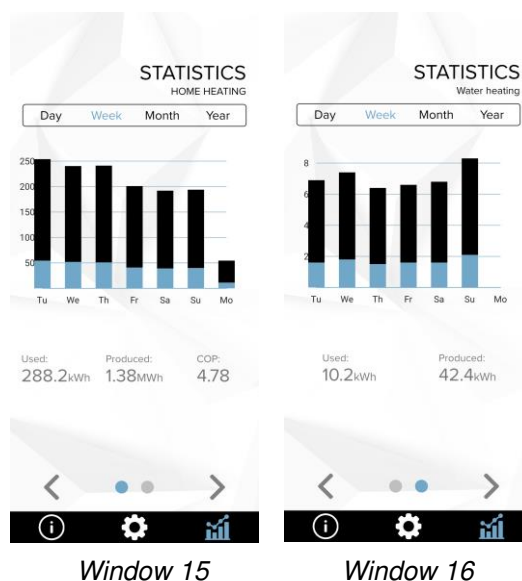 STATISTICS
HOME HEATING
Day Week Month Year
250
200
150
100
50
Tu We Th Fr Sa Su Mo
Used: Produced: COP:
288.2kWh 1.38MWh 4.78
Window 15
STATISTICS
Water heating
Day Week Month Year
8
6
4
2
Tu We Th Fr Sa Su Mo
Used: Produced:
10.2kWh 42.4kWh
Window 16